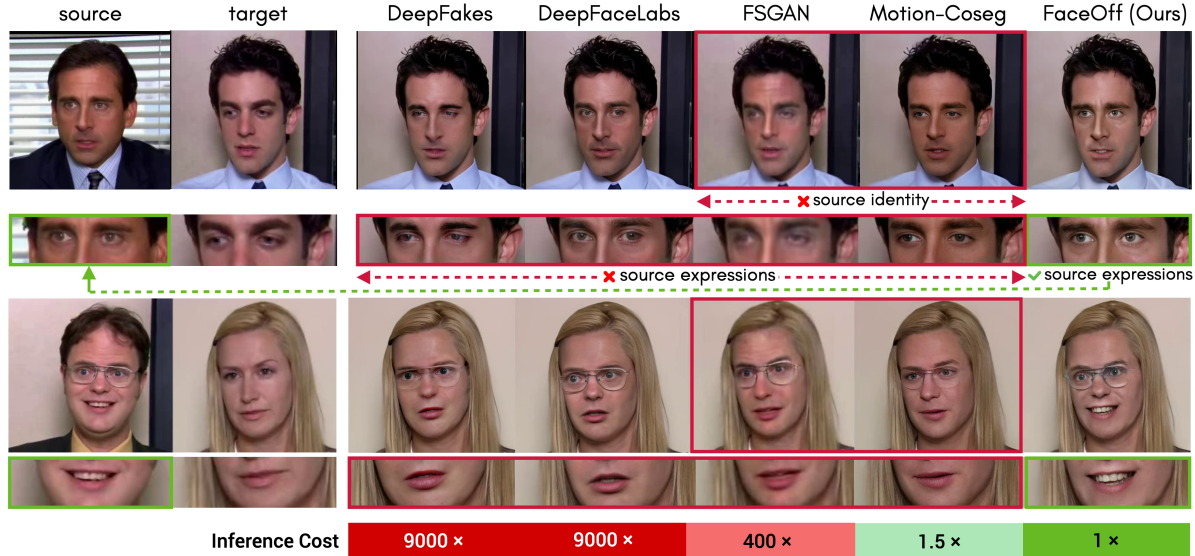 source target DeepFakes DeepFaceLabs FSGAN Motion-Coseg FaceOff (Ours)
source identity
source expressions source expressions
Inference Cost 9000 × 9000 × 400 × 1.5 × 1 ×